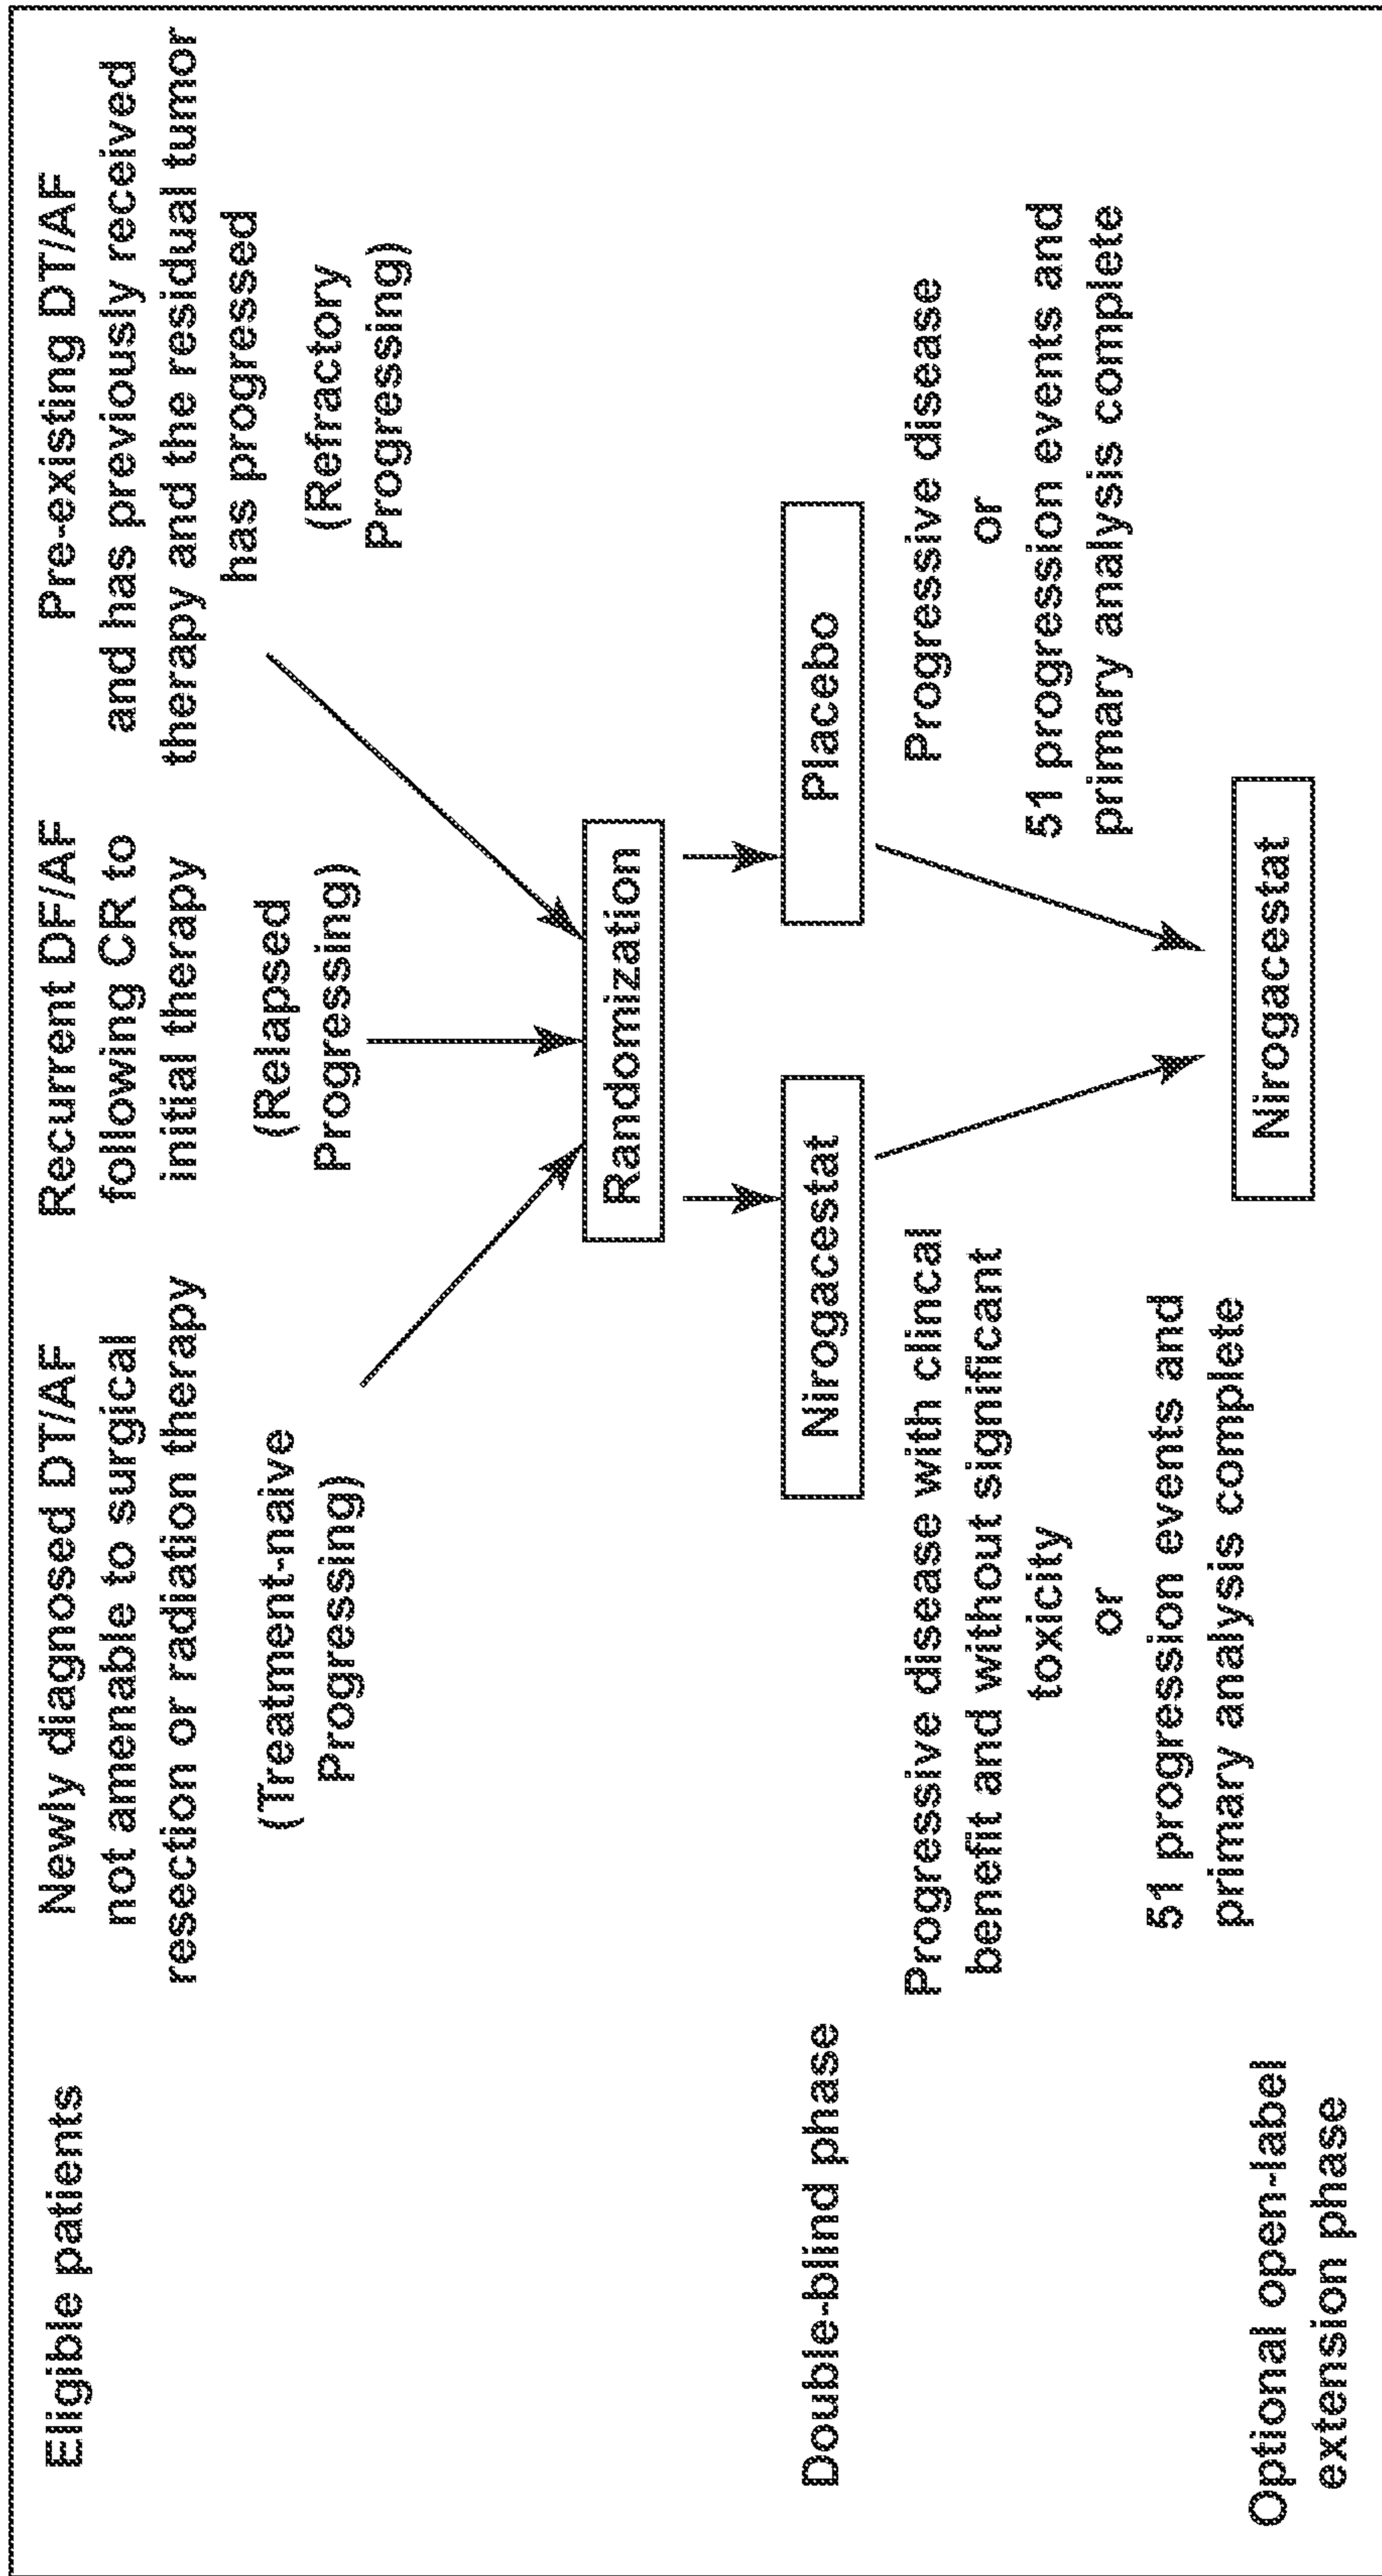 Eligible patients
Newly diagnosed DT/AF
not amenable to surgical
resection or radiation therapy
(Treatment-naive
Progressing)
Recurrent DF/AF
following CR to
initial therapy
(Relapsed
Progressing)
Pre-existing DT/AF
and has previously received
therapy and the residual tumor
has progressed
(Refractory
Progressing)
Randomization
Double-blind phase
Nirogacestat
Placebo
Progressive disease with clincal
benefit and without significant
toxicity
or
51 progression events and
primary analysis complete
Progressive disease
or
51 progression events and
primary analysis complete
Optional open-label
extension phase
Nirogacestat